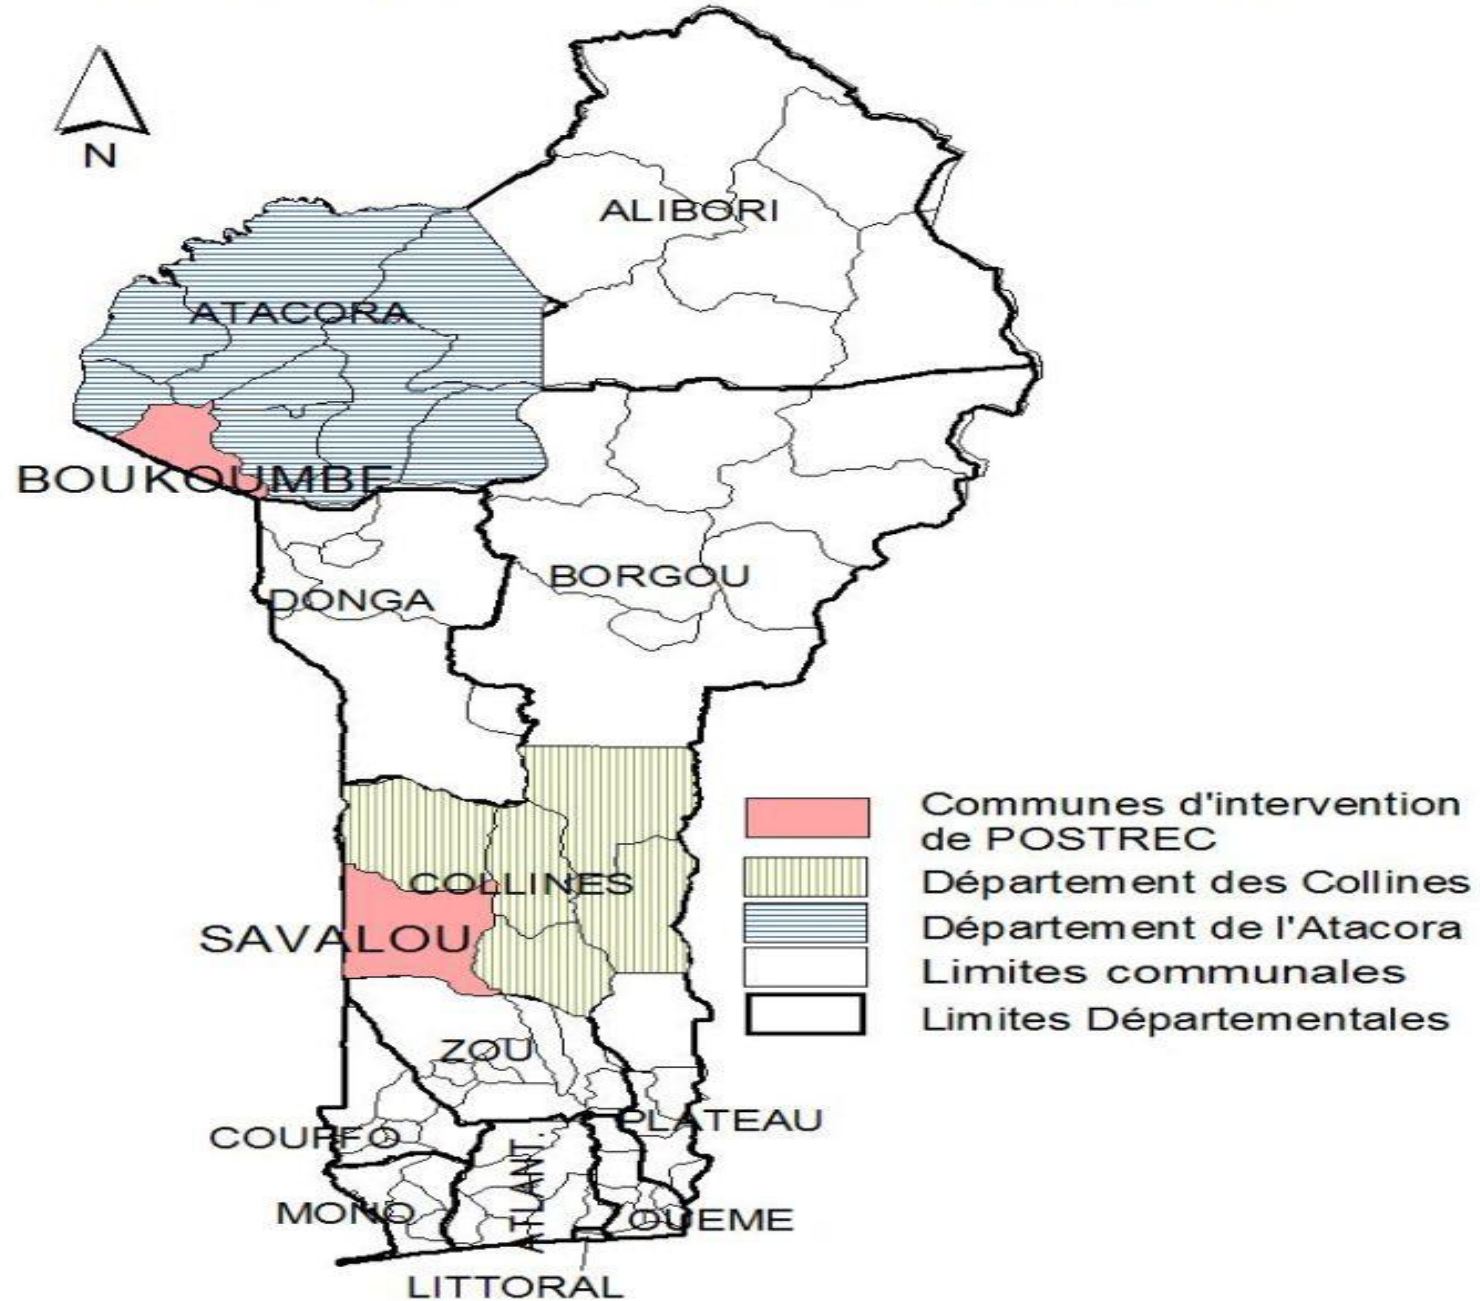 N
ALIBORI
ATACORA
BOUKOUMBE
BORGOU
DONGA
Communes d'intervention
de POSTREC
COLLINES
Département des Collines
SAVALOU
Département de l'Atacora
Limites communales
Limites Départementales
ZOU
PLATEAU
COUFFO
ATLANT.
MONO
OUEME
LITTORAL